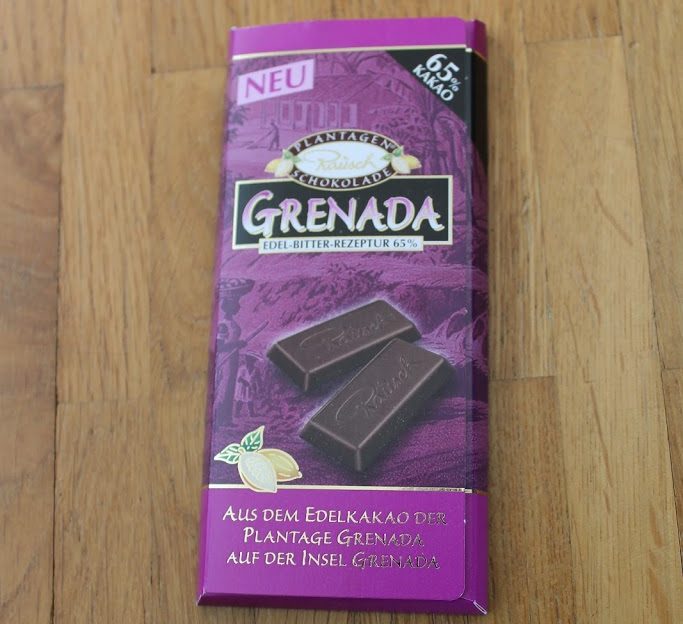 NEU
65%
KAKAO
PLANTAGEN
Rausch
SCHOKOLADE
GRENADA
EDEL-BITTER-REZEPTUR 65%
Rausch
Rausch
AUS DEM EDELKAKAO DER
PLANTAGE GRENADA
AUF DER INSEL GRENADA